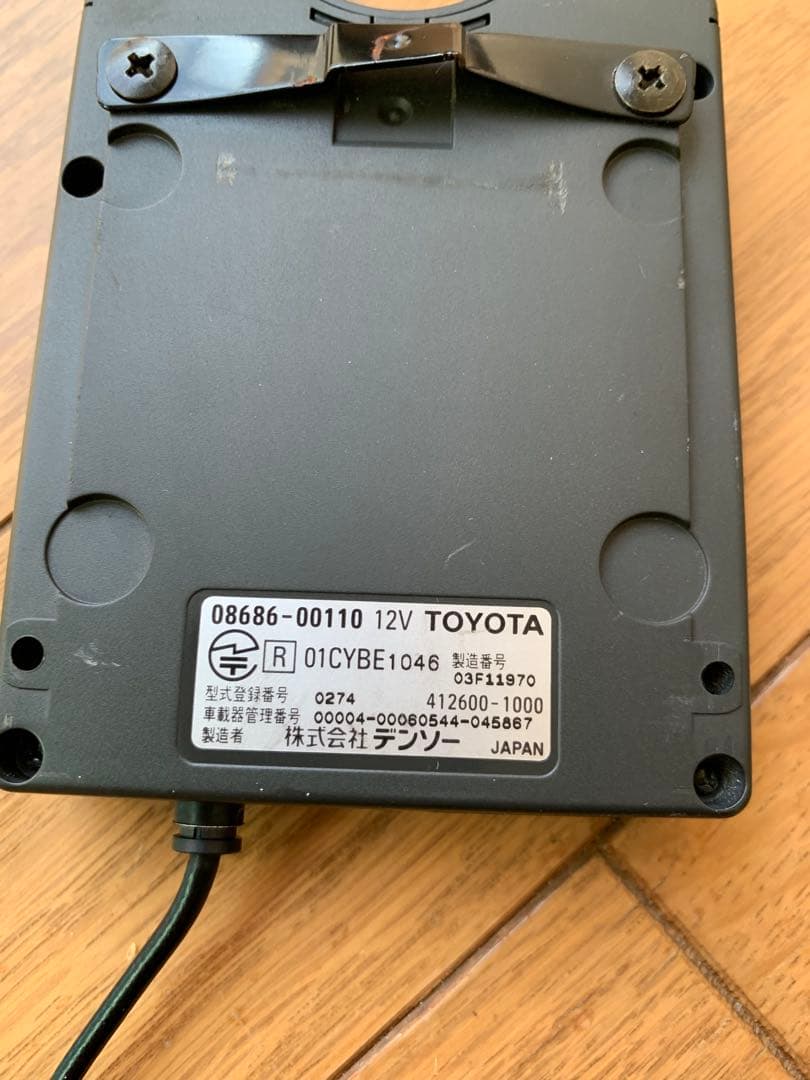 08686-00110 12V TOYOTA
R 01CYBE1046 製造番号
03F11970
型式登録番号 0274 412600-1000
車載器管理番号 00004-00060544-045867
製造者 株式会社 デンソー JAPAN